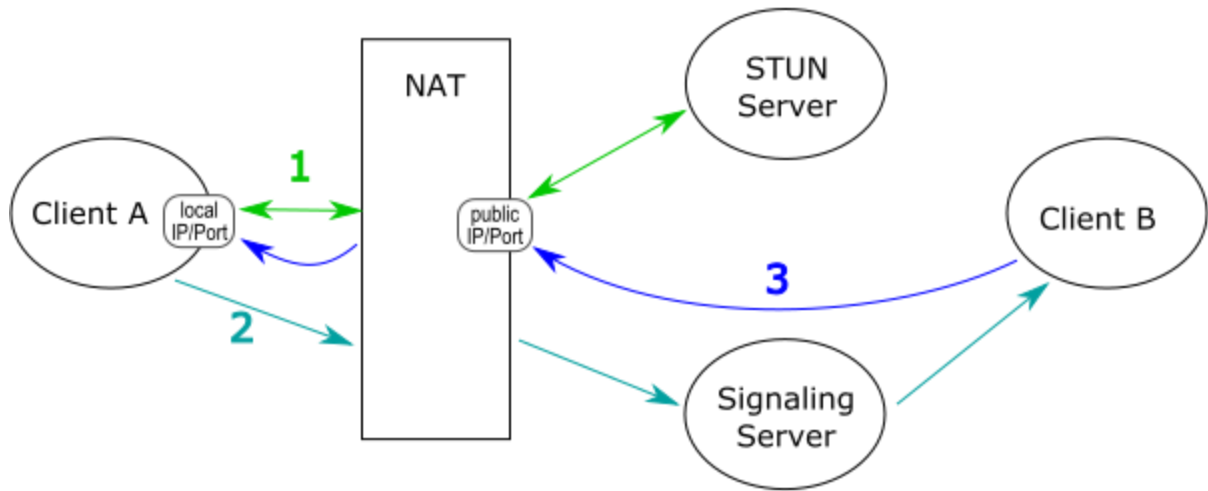 NAT
STUN
Server
1
Client A
local
IP/Port
public
IP/Port
Client B
3
2
Signaling
Server